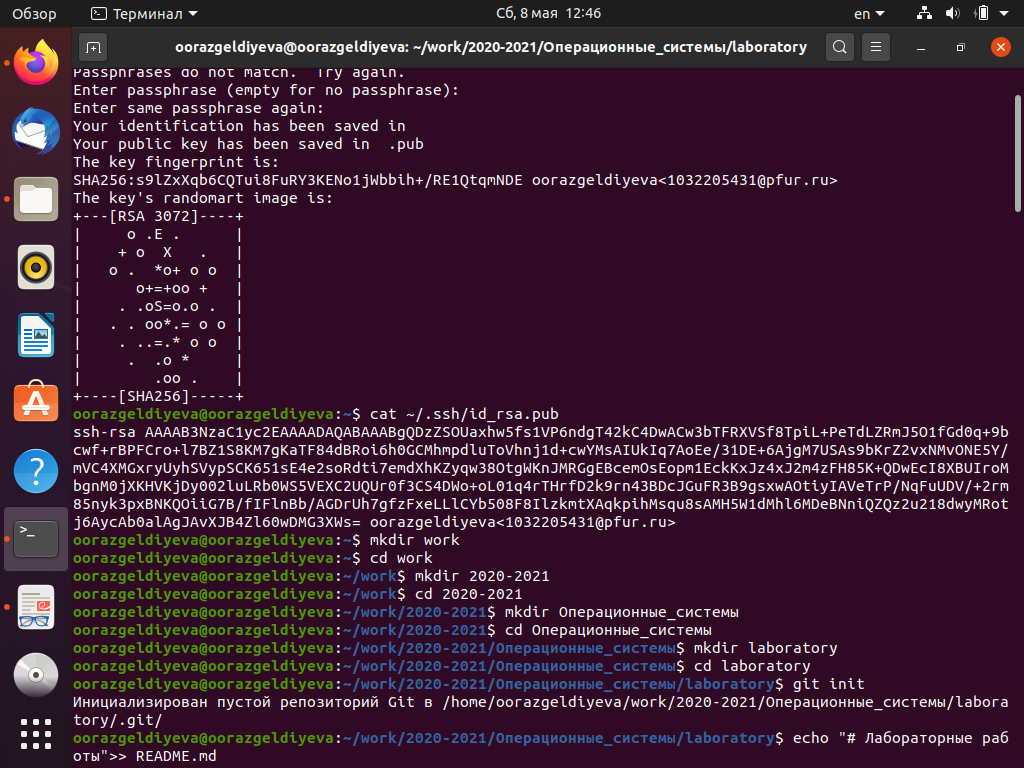 Обзор Терминал Сб, 8 мая 12:46 en
oorazgeldiyeva@oorazgeldiyeva: ~/work/2020-2021/Операционные_системы/laboratory
Passphrases do not match.  Try again.
Enter passphrase (empty for no passphrase):
Enter same passphrase again:
Your identification has been saved in
Your public key has been saved in  .pub
The key fingerprint is:
SHA256:s9lZxXqb6CQTui8FuRY3KENo1jWbbih+/RE1QtqmNDE oorazgeldiyeva<1032205431@pfur.ru>
The key's randomart image is:
+---[RSA 3072]----+
|     o .E .      |
|    + o  X   .   |
|   o .  *o+ o o  |
|      o+=+oo +   |
|    . .oS=o.o .  |
|   . . oo*.= o o |
|    . ..=.* o o  |
|     .  .o *     |
|        .oo .    |
+----[SHA256]-----+
oorazgeldiyeva@oorazgeldiyeva:~$ cat ~/.ssh/id_rsa.pub
ssh-rsa AAAAB3NzaC1yc2EAAAADAQABAAABgQDzZSOUaxhw5fs1VP6ndgT42kC4DwACw3bTFRXVSf8TpiL+PeTdLZRmJ5O1fGd0q+9b
cwf+rBPFCro+l7BZ1S8KM7gKaTF84dBRoi6h0GCMhmpdluToVhnj1d+cwYMsAIUkIq7AoEe/31DE+6AjgM7USAs9bKrZ2vxNMvONE5Y/
mVC4XMGxryUyhSVypSCK651sE4e2soRdti7emdXhKZyqw38OtgWKnJMRGgEBcemOsEopm1EckKxJz4xJ2m4zFH85K+QDwEcI8XBUIroM
bgnM0jXKHVKjDy002luLRb0WS5VEXC2UQUr0f3CS4DWo+oL01q4rTHrfD2k9rn43BDcJGuFR3B9gsxwAOtiyIAVeTrP/NqFuUDV/+2rm
85nyk3pxBNKQOiiG7B/fIFlnBb/AGDrUh7gfzFxeLLlCYb508F8IlzkmtXAqkpihMsqu8sAMH5W1dMhl6MDeBNniQZQz2u218dwyMRot
j6AycAb0alAgJAvXJB4Zl60wDMG3XWs= oorazgeldiyeva<1032205431@pfur.ru>
oorazgeldiyeva@oorazgeldiyeva:~$ mkdir work
oorazgeldiyeva@oorazgeldiyeva:~$ cd work
oorazgeldiyeva@oorazgeldiyeva:~/work$ mkdir 2020-2021
oorazgeldiyeva@oorazgeldiyeva:~/work$ cd 2020-2021
oorazgeldiyeva@oorazgeldiyeva:~/work/2020-2021$ mkdir Операционные_системы
oorazgeldiyeva@oorazgeldiyeva:~/work/2020-2021$ cd Операционные_системы
oorazgeldiyeva@oorazgeldiyeva:~/work/2020-2021/Операционные_системы$ mkdir laboratory
oorazgeldiyeva@oorazgeldiyeva:~/work/2020-2021/Операционные_системы$ cd laboratory
oorazgeldiyeva@oorazgeldiyeva:~/work/2020-2021/Операционные_системы/laboratory$ git init
Инициализирован пустой репозиторий Git в /home/oorazgeldiyeva/work/2020-2021/Операционные_системы/labora
tory/.git/
oorazgeldiyeva@oorazgeldiyeva:~/work/2020-2021/Операционные_системы/laboratory$ echo "# Лабораторные раб
оты">> README.md